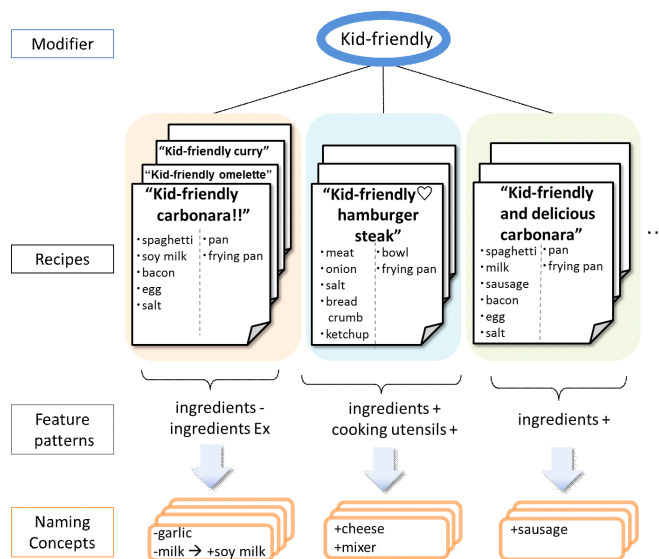 Modifier
Kid-friendly
Recipes
“Kid-friendly curry”
“Kid-friendly omelette”
“Kid-friendly
carbonara!!”
・spaghetti
・soy milk
・bacon
・egg
・salt
・pan
・frying pan
“Kid-friendly♡
hamburger
steak”
・meat
・onion
・salt
・bread
crumb
・ketchup
・bowl
・frying pan
“Kid-friendly
and delicious
carbonara”
・spaghetti
・milk
・sausage
・bacon
・egg
・salt
・pan
・frying pan
..
Feature
patterns
ingredients -
ingredients Ex
ingredients +
cooking utensils +
ingredients +
Naming
Concepts
-garlic
-milk → +soy milk
+cheese
+mixer
+sausage